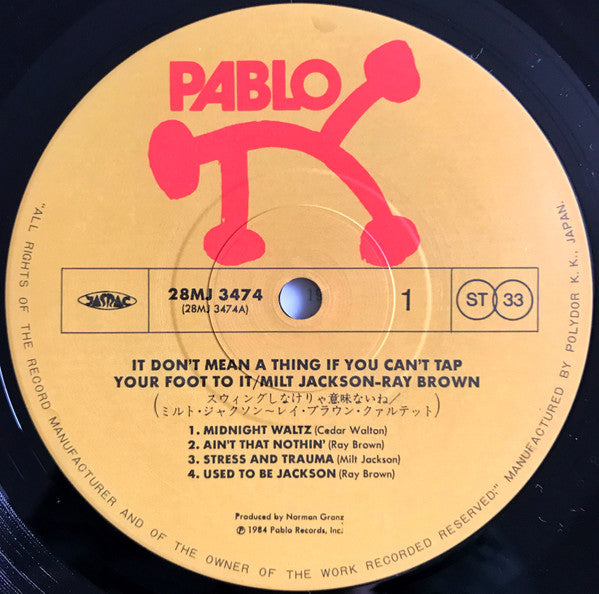 PABLO
JASRAC
28MJ 3474
(28MJ 3474A)
1
ST 33
IT DON'T MEAN A THING IF YOU CAN'T TAP
YOUR FOOT TO IT/MILT JACKSON-RAY BROWN
(スウィングしなけりゃ意味ないね/
ミルト・ジャクソン~レイ・ブラウン・クァルテット)
1. MIDNIGHT WALTZ (Cedar Walton)
2. AIN'T THAT NOTHIN' (Ray Brown)
3. STRESS AND TRAUMA (Milt Jackson)
4. USED TO BE JACKSON (Ray Brown)
Produced by Norman Granz
℗ 1984 Pablo Records, Inc.
"ALL RIGHTS OF THE RECORD MANUFACTURER AND OF THE OWNER OF THE WORK RECORDED RESERVED." MANUFACTURED BY POLYDOR K. K., JAPAN.